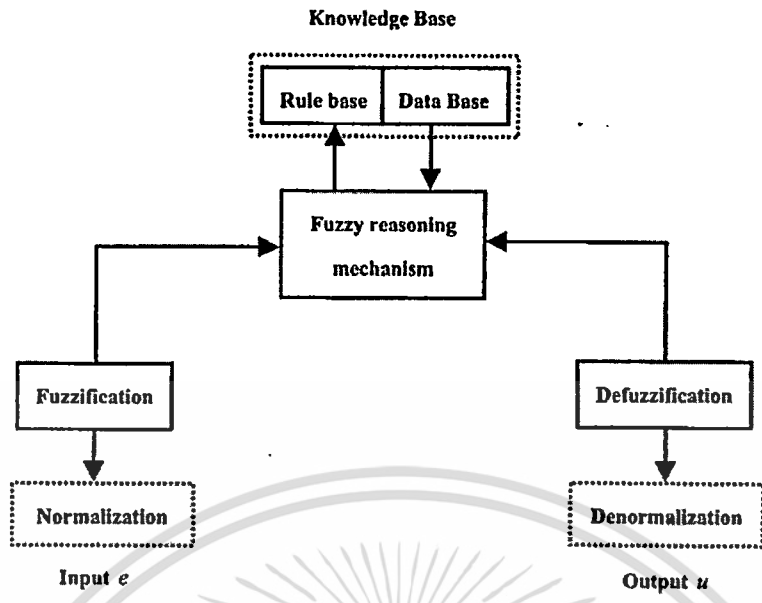 Knowledge Base
Rule base
Data Base
Fuzzy reasoning
mechanism
Fuzzification
Defuzzification
Normalization
Denormalization
Input e
Output u